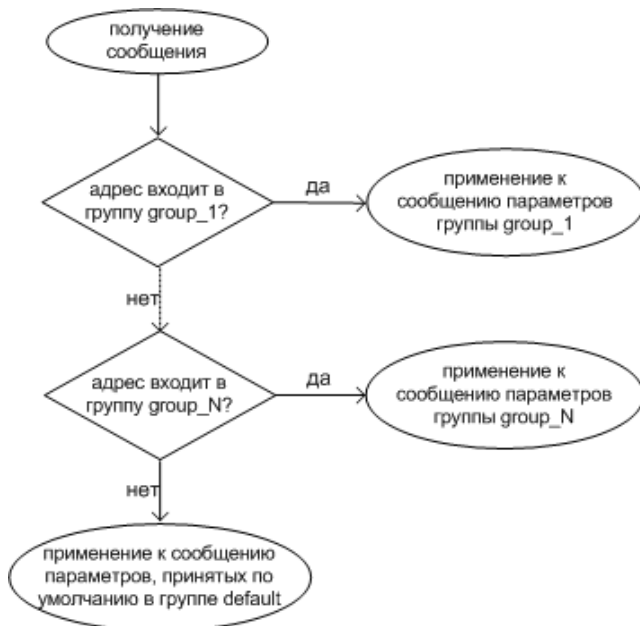 получение
сообщения
адрес входит в
группу group_1?
да
применение к
сообщению параметров
группы group_1
нет
адрес входит в
группу group_N?
да
применение к
сообщению параметров
группы group_N
нет
применение к сообщению
параметров, принятых по
умолчанию в группе default